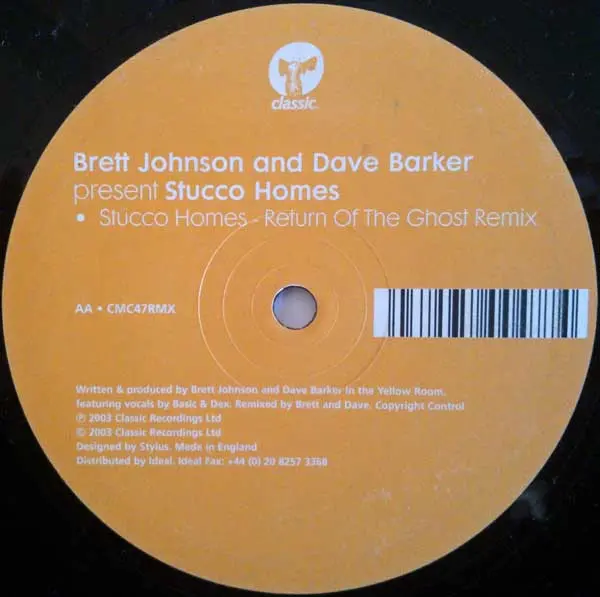 classic
Brett Johnson and Dave Barker
present Stucco Homes
• Stucco Homes - Return Of The Ghost Remix
AA • CMC47RMX
Written & produced by Brett Johnson and Dave Barker in the Yellow Room,
featuring vocals by Basic & Dex. Remixed by Brett and Dave. Copyright Control
℗ 2003 Classic Recordings Ltd
© 2003 Classic Recordings Ltd
Designed by Stylus. Made in England
Distributed by Ideal. Ideal Fax: +44 (0) 20 8257 3368